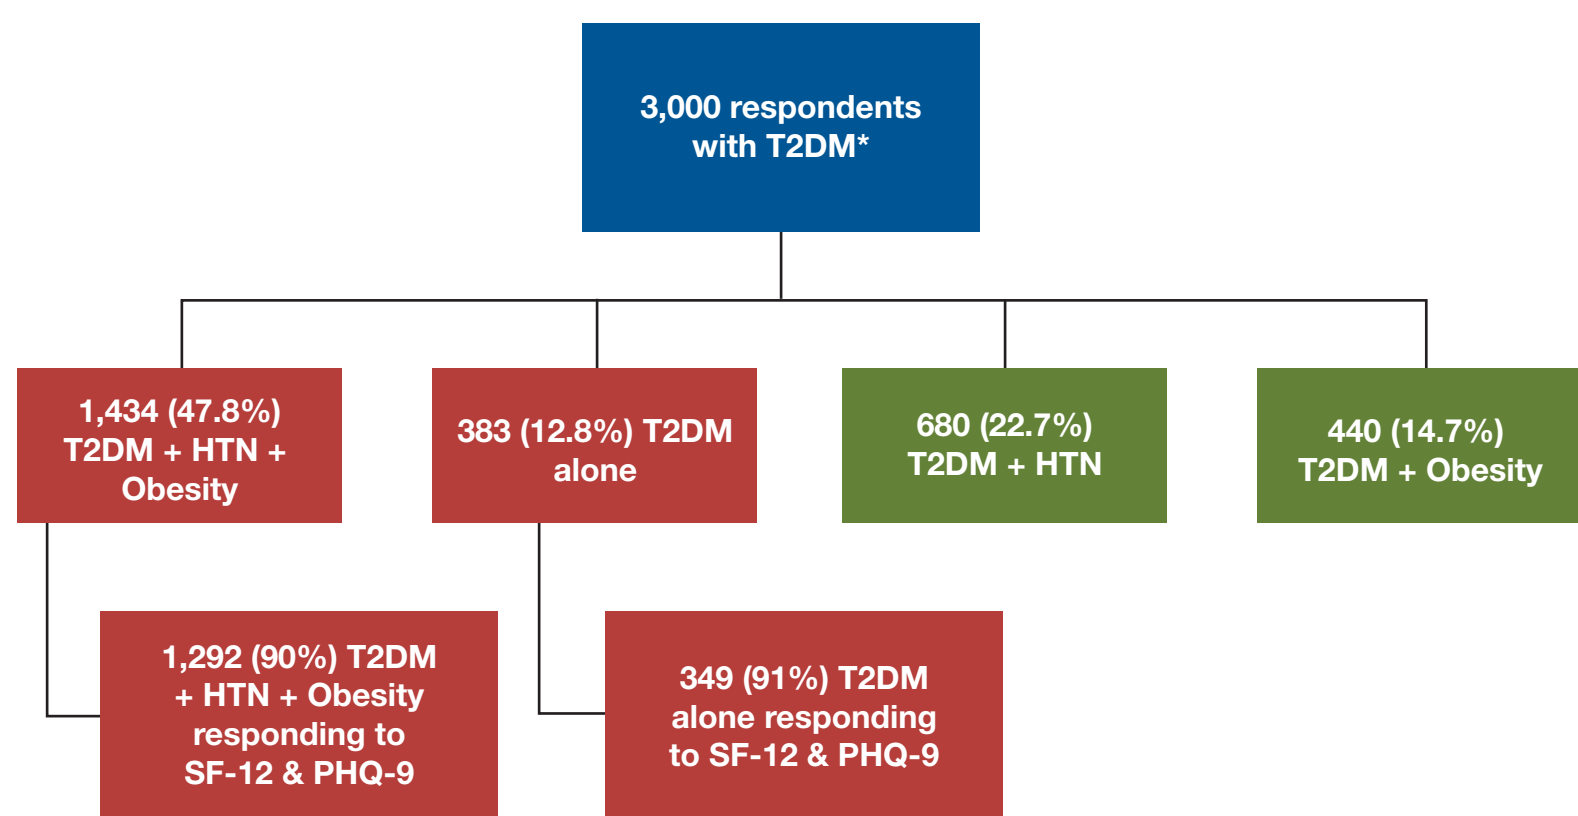 3,000 respondents
with T2DM*
1,434 (47.8%)
T2DM + HTN +
Obesity
383 (12.8%) T2DM
alone
680 (22.7%)
T2DM + HTN
440 (14.7%)
T2DM + Obesity
1,292 (90%) T2DM
+ HTN + Obesity
responding to
SF-12 & PHQ-9
349 (91%) T2DM
alone responding
to SF-12 & PHQ-9